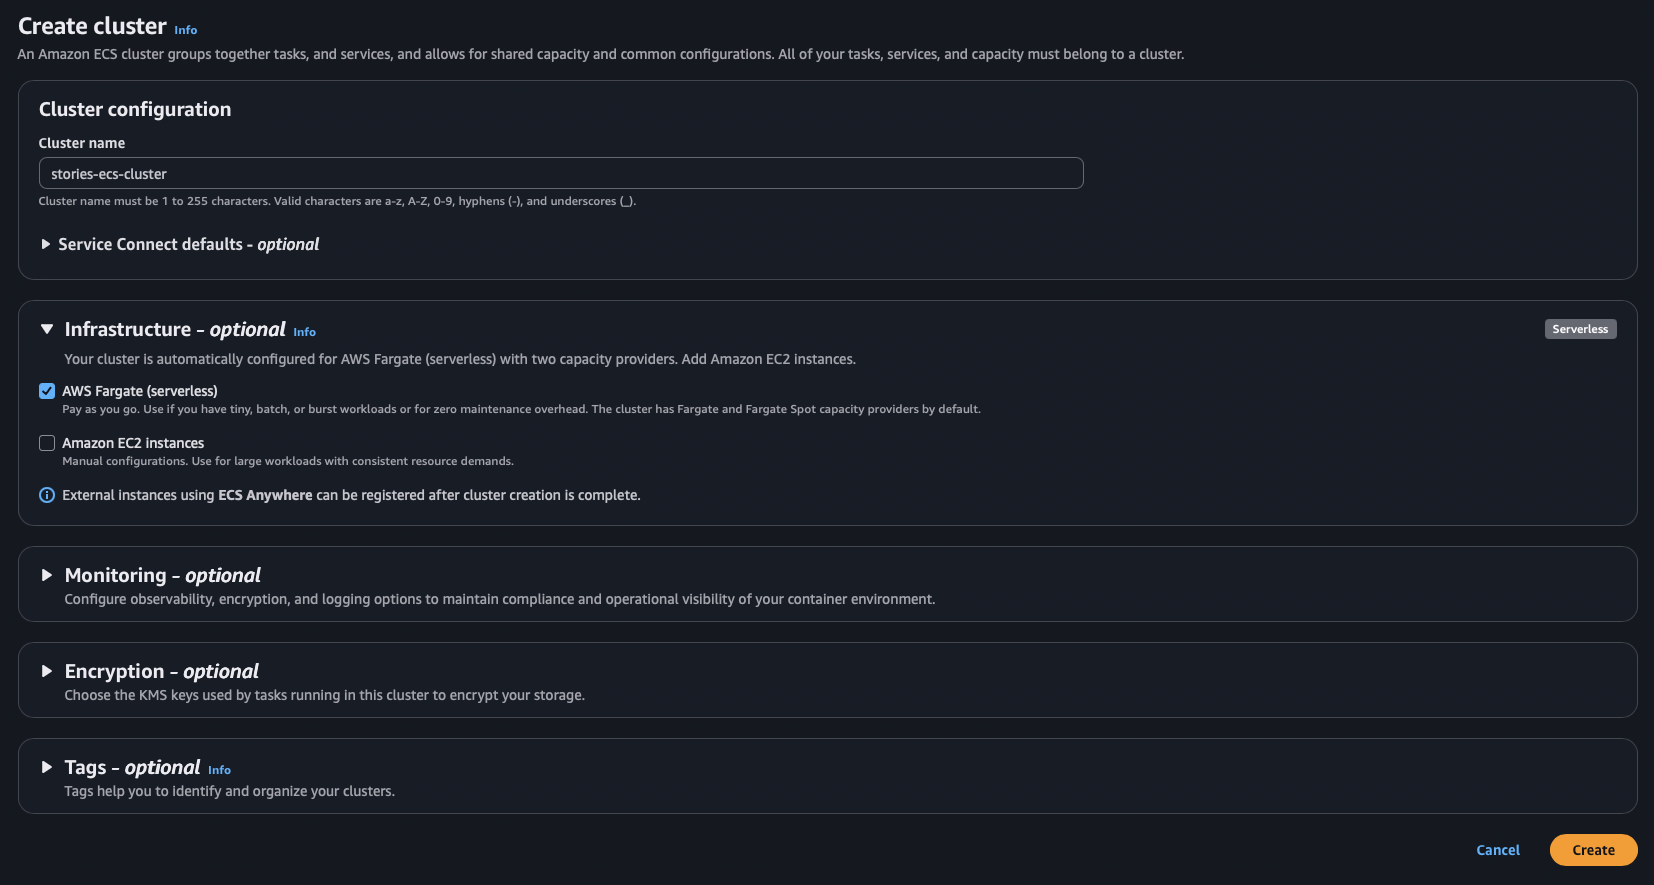 Create cluster Info
An Amazon ECS cluster groups together tasks, and services, and allows for shared capacity and common configurations. All of your tasks, services, and capacity must belong to a cluster.
Cluster configuration
Cluster name
stories-ecs-cluster
Cluster name must be 1 to 255 characters. Valid characters are a-z, A-Z, 0-9, hyphens (-), and underscores (_).
Service Connect defaults - optional
Infrastructure - optional Info
Serverless
Your cluster is automatically configured for AWS Fargate (serverless) with two capacity providers. Add Amazon EC2 instances.
AWS Fargate (serverless)
Pay as you go. Use if you have tiny, batch, or burst workloads or for zero maintenance overhead. The cluster has Fargate and Fargate Spot capacity providers by default.
Amazon EC2 instances
Manual configurations. Use for large workloads with consistent resource demands.
External instances using ECS Anywhere can be registered after cluster creation is complete.
Monitoring - optional
Configure observability, encryption, and logging options to maintain compliance and operational visibility of your container environment.
Encryption - optional
Choose the KMS keys used by tasks running in this cluster to encrypt your storage.
Tags - optional Info
Tags help you to identify and organize your clusters.
Cancel
Create